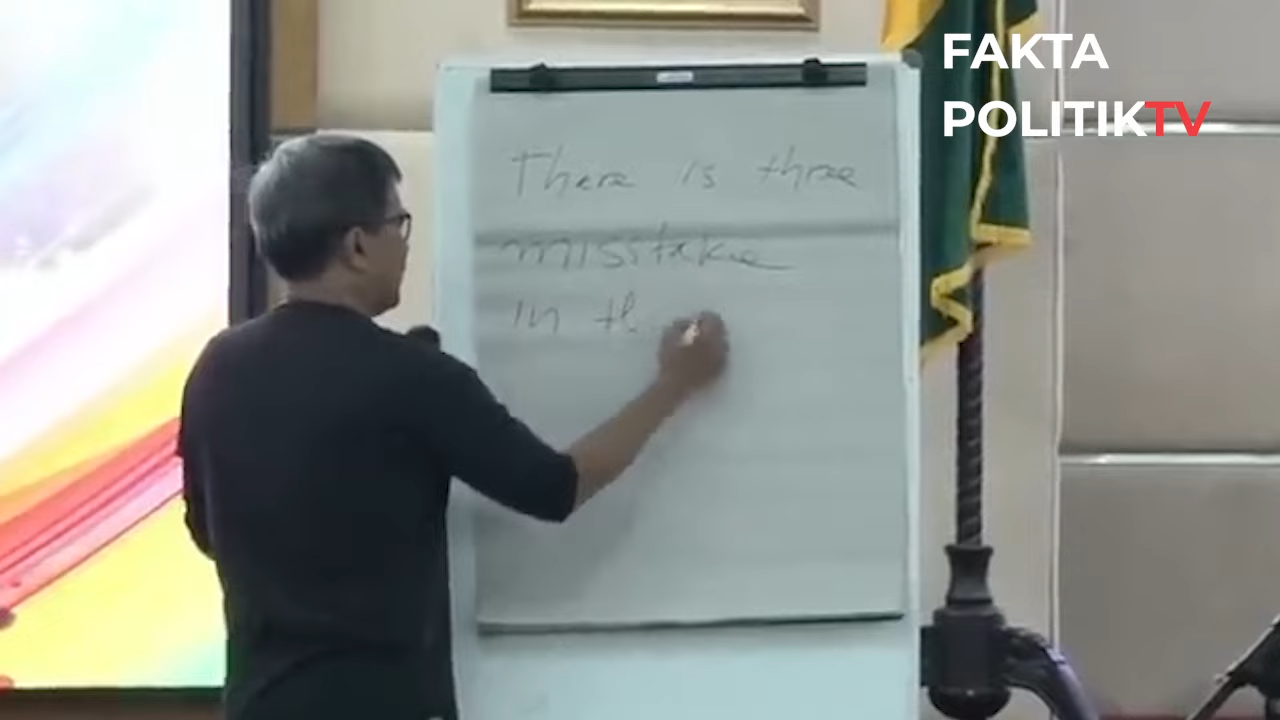 FAKTA
POLITIKTV
There is three
misstake
in th